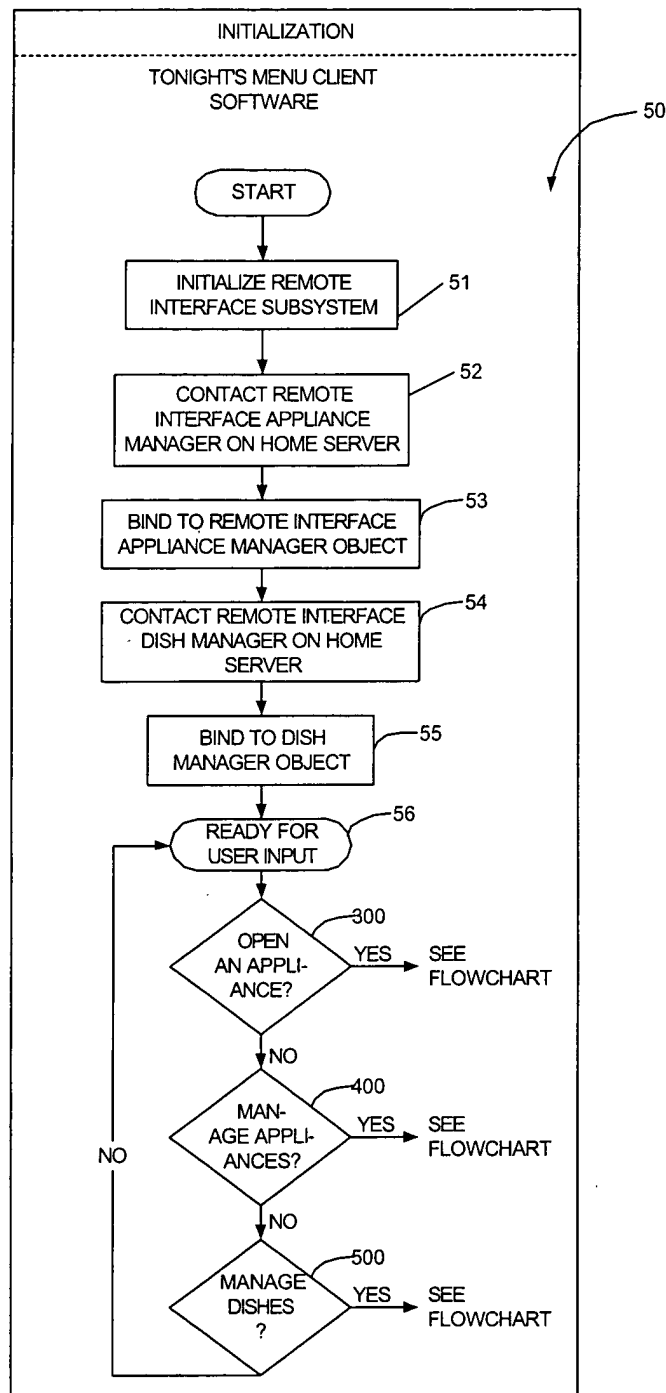 INITIALIZATION
TONIGHT'S MENU CLIENT
SOFTWARE
50
START
INITIALIZE REMOTE
INTERFACE SUBSYSTEM
51
52
CONTACT REMOTE
INTERFACE APPLIANCE
MANAGER ON HOME SERVER
53
BIND TO REMOTE INTERFACE
APPLIANCE MANAGER OBJECT
54
CONTACT REMOTE INTERFACE
DISH MANAGER ON HOME
SERVER
55
BIND TO DISH
MANAGER OBJECT
56
READY FOR
USER INPUT
300
OPEN
AN APPLI-
ANCE?
YES
SEE
FLOWCHART
NO
400
MAN-
AGE APPLI-
ANCES?
YES
SEE
FLOWCHART
NO
NO
500
MANAGE
DISHES
?
YES
SEE
FLOWCHART